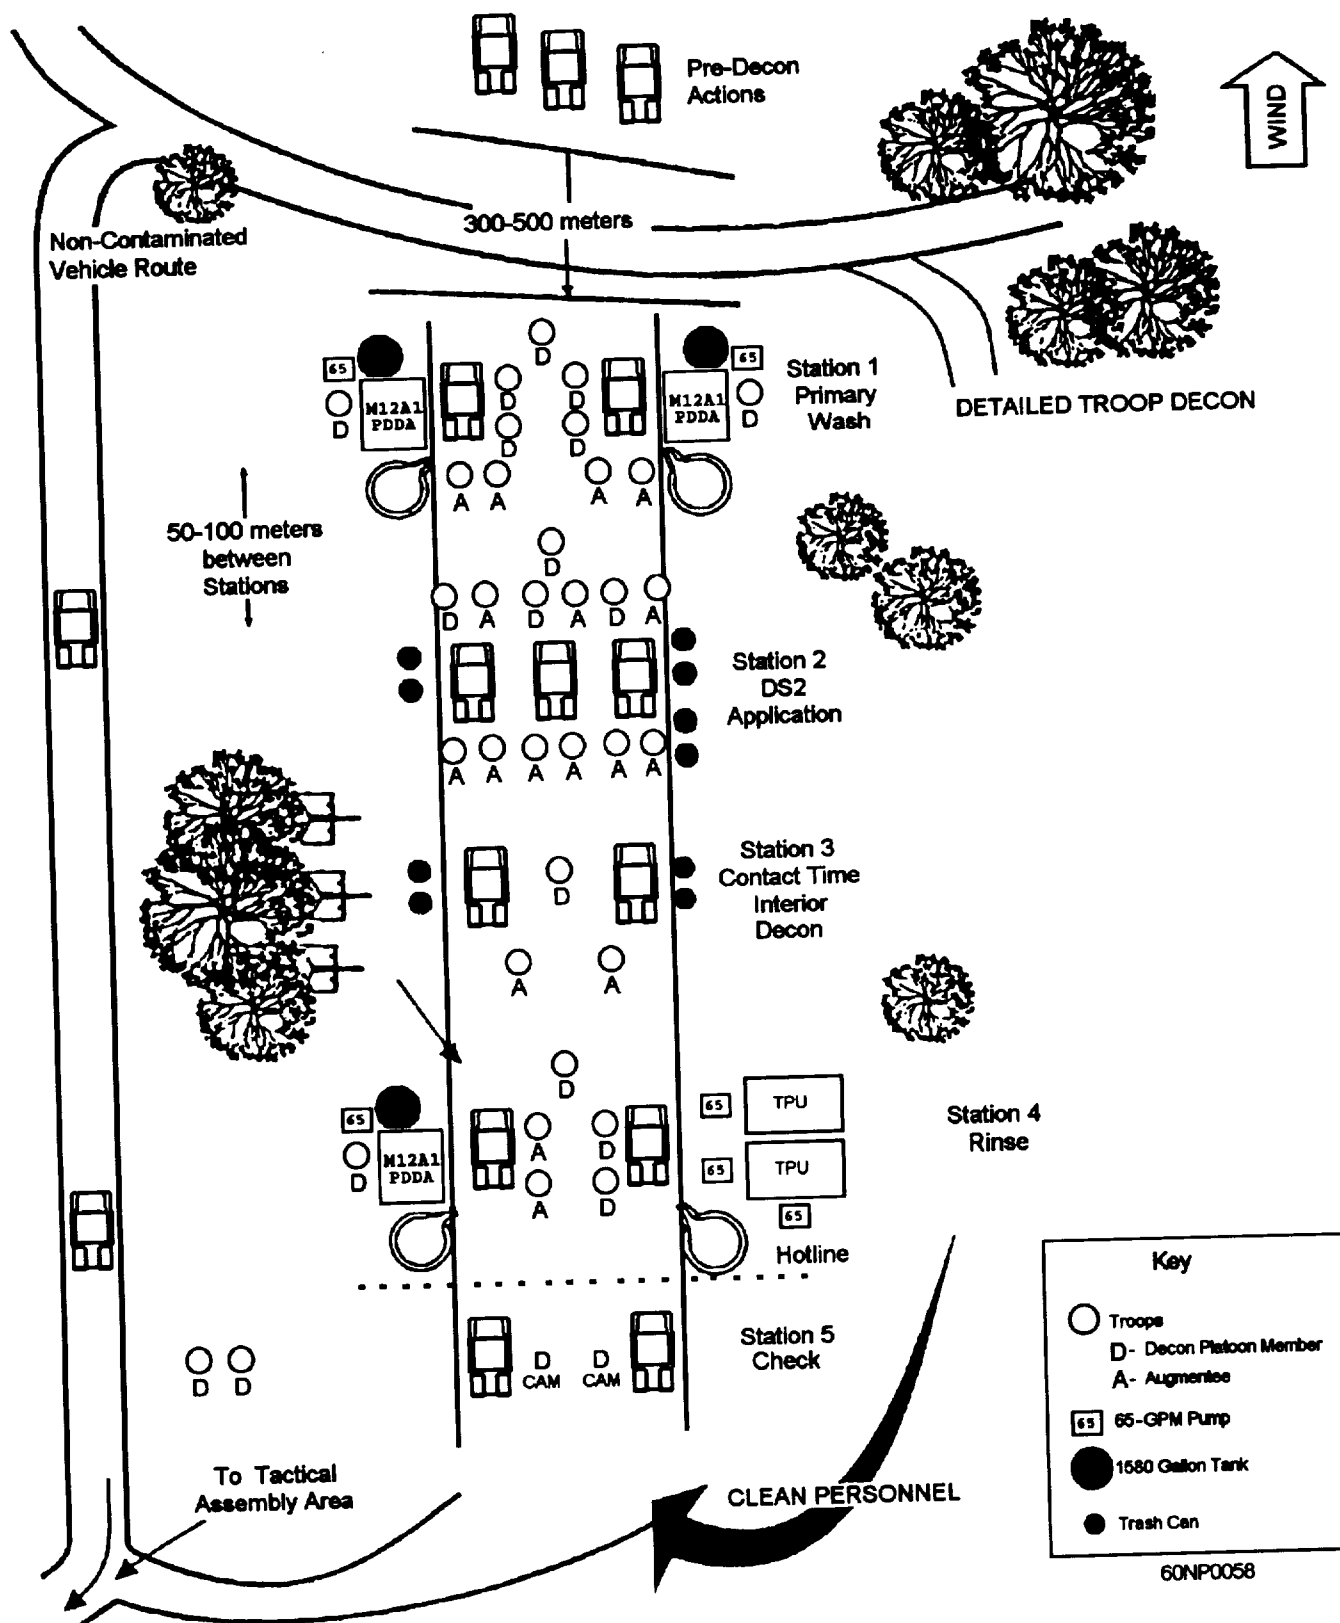 Pre-Decon
Actions
WIND
300-500 meters
Non-Contaminated
Vehicle Route
65
M12A1
PDDA
D
D
D
D
D
D
65
M12A1
PDDA
D
Station 1
Primary
Wash
DETAILED TROOP DECON
A A A A
50-100 meters
between
Stations
D
D A D A D A
Station 2
DS2
Application
A A A A A A
Station 3
Contact Time
Interior
Decon
D
A A
D
65
D
M12A1
PDDA
A D
A D
65 TPU
65 TPU
65
Station 4
Rinse
Hotline
Station 5
Check
D D
CAM CAM
D D
To Tactical
Assembly Area
CLEAN PERSONNEL
Key
Troops
D- Decon Platoon Member
A- Augmentee
65 65-GPM Pump
1580 Gallon Tank
Trash Can
60NP0058